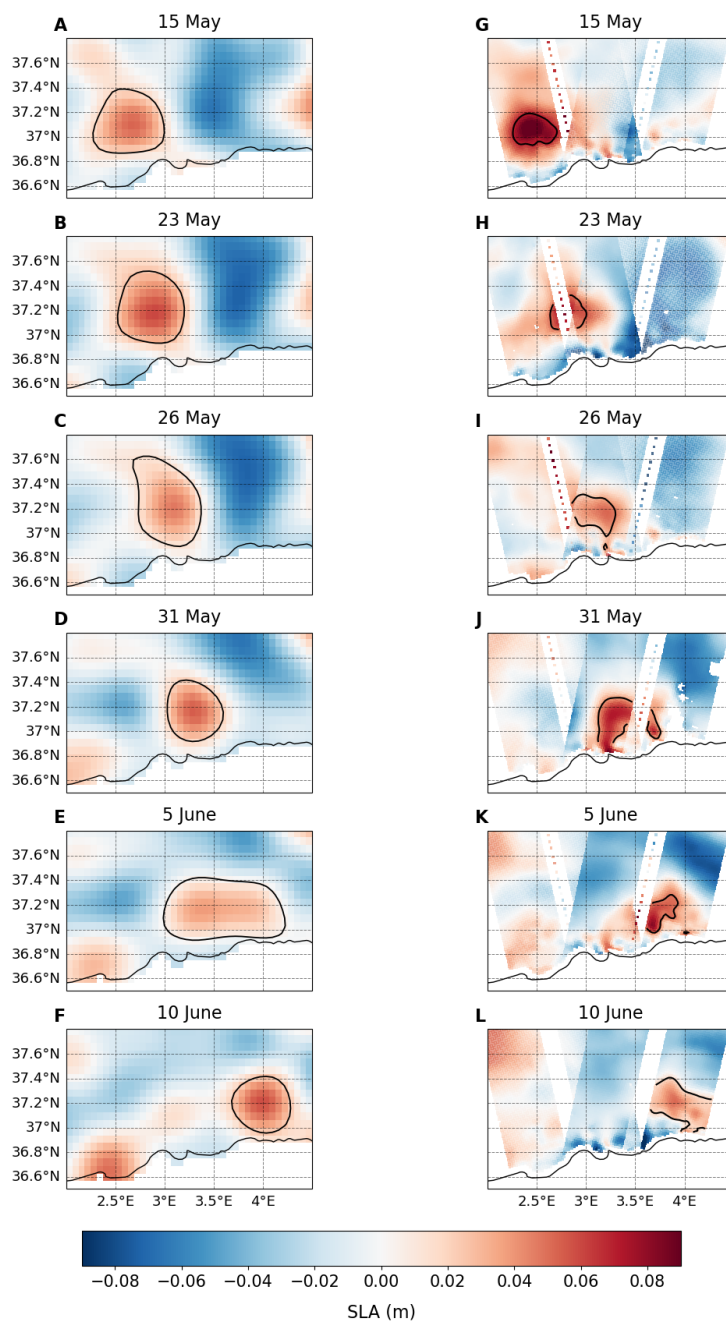 A 15 May
37.6°N
37.4°N
37.2°N
37°N
36.8°N
36.6°N
G 15 May
B 23 May
37.6°N
37.4°N
37.2°N
37°N
36.8°N
36.6°N
H 23 May
C 26 May
37.6°N
37.4°N
37.2°N
37°N
36.8°N
36.6°N
I 26 May
D 31 May
37.6°N
37.4°N
37.2°N
37°N
36.8°N
36.6°N
J 31 May
E 5 June
37.6°N
37.4°N
37.2°N
37°N
36.8°N
36.6°N
K 5 June
F 10 June
37.6°N
37.4°N
37.2°N
37°N
36.8°N
36.6°N
2.5°E 3°E 3.5°E 4°E
L 10 June
2.5°E 3°E 3.5°E 4°E
−0.08 −0.06 −0.04 −0.02 0.00 0.02 0.04 0.06 0.08
SLA (m)